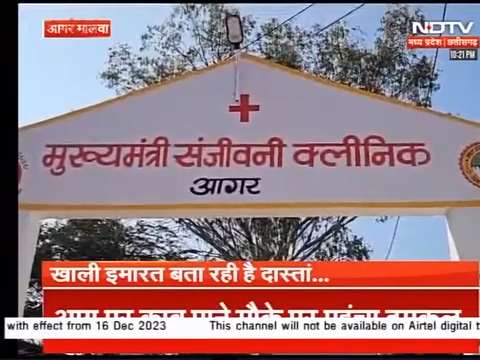 आगर मालवा
NDTV
मध्य प्रदेश छत्तीसगढ़
10:21 PM
मुख्यमंत्री संजीवनी क्लीनिक
आगर
खाली इमारत बता रही है दास्तां...
with effect from 16 Dec 2023 This channel will not be available on Airtel digital